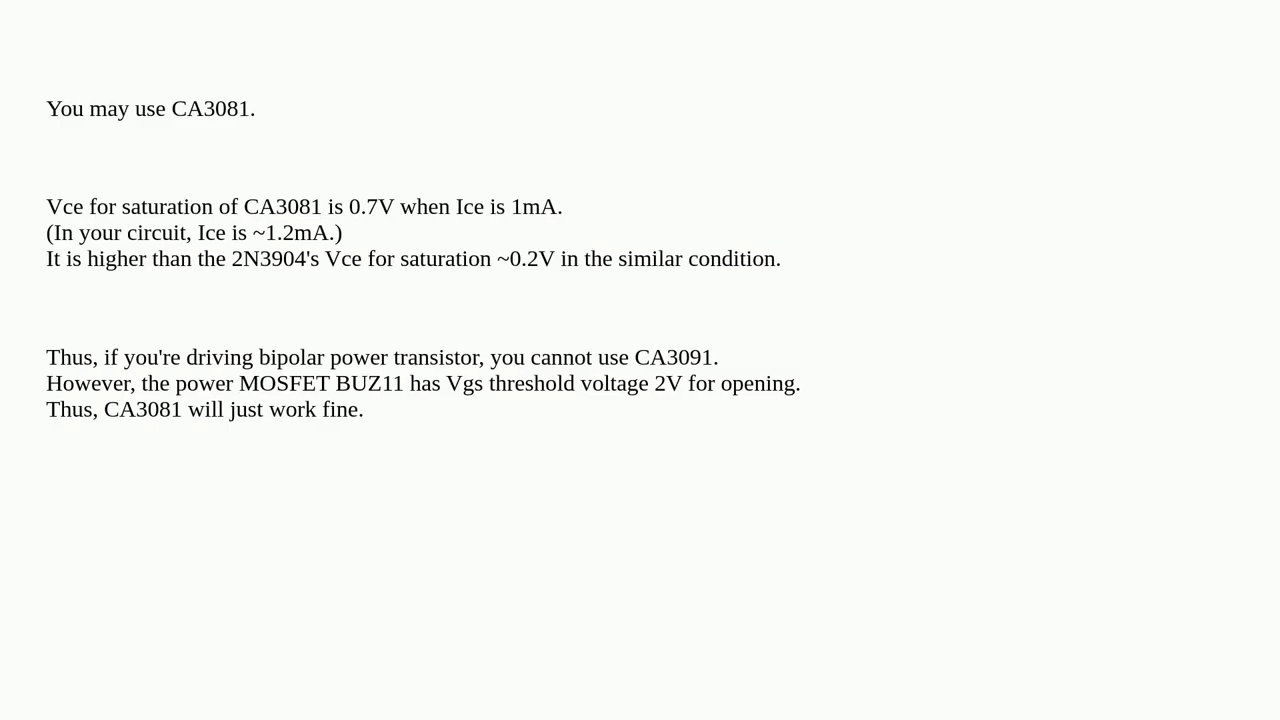 You may use CA3081.
Vce for saturation of CA3081 is 0.7V when Ice is 1mA.
(In your circuit, Ice is ~1.2mA.)
It is higher than the 2N3904's Vce for saturation ~0.2V in the similar condition.
Thus, if you're driving bipolar power transistor, you cannot use CA3091.
However, the power MOSFET BUZ11 has Vgs threshold voltage 2V for opening.
Thus, CA3081 will just work fine.